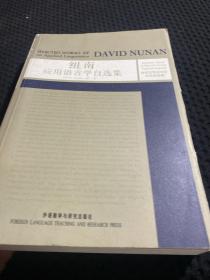 SELECTED WORKS OF
DAVID NUNAN
on Applied Linguistics
纽南
应用语言学自选集
外语教学与研究出版社
FOREIGN LANGUAGE TEACHING AND RESEARCH PRESS